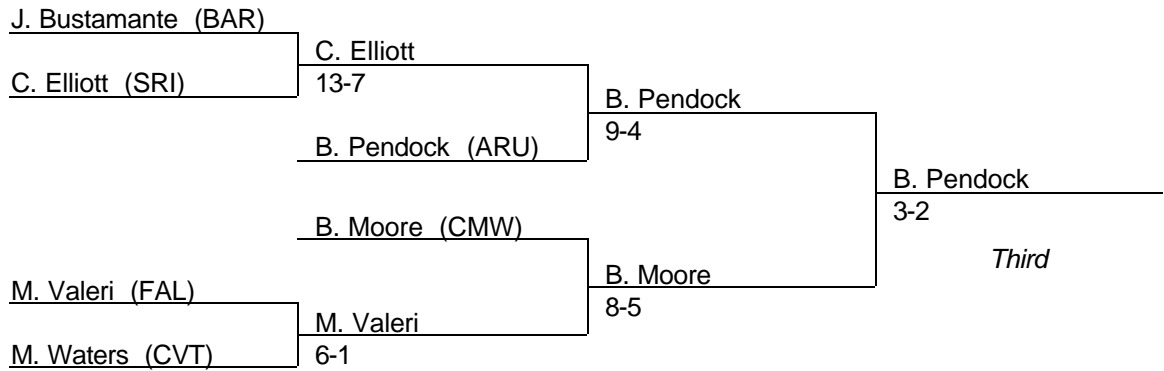 J. Bustamante (BAR)
C. Elliott
C. Elliott (SRI)
13-7
B. Pendock
9-4
B. Pendock (ARU)
B. Pendock
3-2
B. Moore (CMW)
Third
B. Moore
M. Valeri (FAL)
8-5
M. Valeri
M. Waters (CVT)
6-1